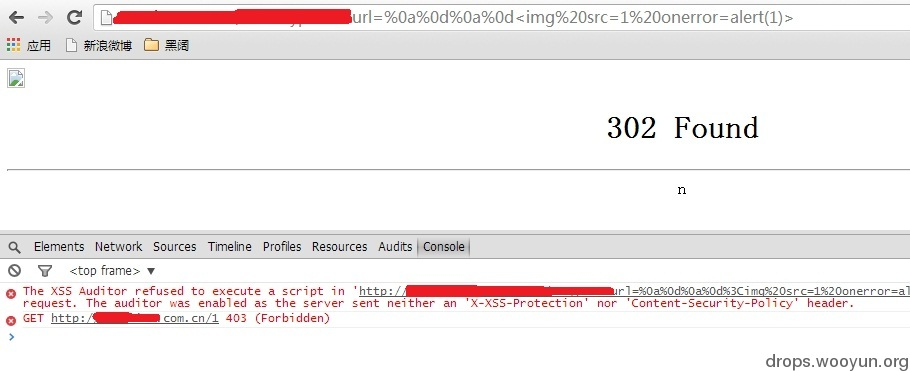 url=%0a%0d%0a%0d<img%20src=1%20onerror=alert(1)>
应用 新浪微博 黑阔
302 Found
n
Elements Network Sources Timeline Profiles Resources Audits Console
<top frame> ▼
The XSS Auditor refused to execute a script in 'http:// url=%0a%0d%0a%0d%3Cimg%20src=1%20onerror=al
request. The auditor was enabled as the server sent neither an 'X-XSS-Protection' nor 'Content-Security-Policy' header.
GET http:/ com.cn/1 403 (Forbidden)
>
drops.wooyun.org